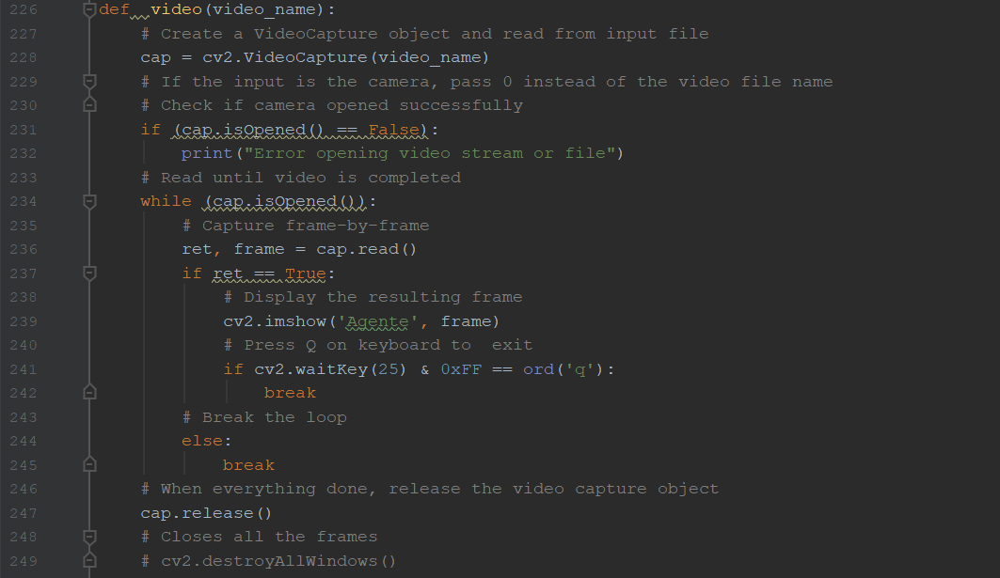 226 def  video(video_name):
227     # Create a VideoCapture object and read from input file
228     cap = cv2.VideoCapture(video_name)
229     # If the input is the camera, pass 0 instead of the video file name
230     # Check if camera opened successfully
231     if (cap.isOpened() == False):
232         print("Error opening video stream or file")
233     # Read until video is completed
234     while (cap.isOpened()):
235         # Capture frame-by-frame
236         ret, frame = cap.read()
237         if ret == True:
238             # Display the resulting frame
239             cv2.imshow('Agente', frame)
240             # Press Q on keyboard to  exit
241             if cv2.waitKey(25) & 0xFF == ord('q'):
242                 break
243         # Break the loop
244         else:
245             break
246     # When everything done, release the video capture object
247     cap.release()
248     # Closes all the frames
249     # cv2.destroyAllWindows()